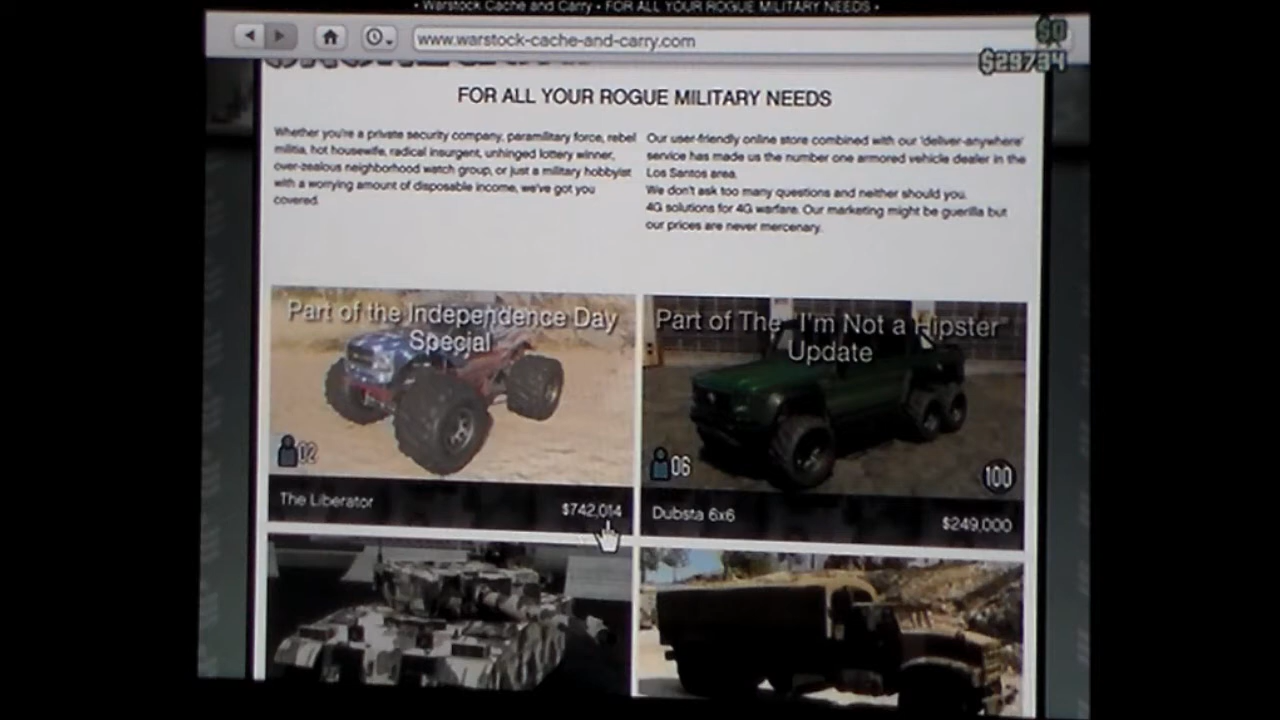 • Warstock Cache and Carry • FOR ALL YOUR ROGUE MILITARY NEEDS •
www.warstock-cache-and-carry.com
$0
$29734
FOR ALL YOUR ROGUE MILITARY NEEDS
Whether you're a private security company, paramilitary force, rebel
militia, hot housewife, radical insurgent, unhinged lottery winner,
over-zealous neighborhood watch group, or just a military hobbyist
with a worrying amount of disposable income, we've got you
covered.
Our user-friendly online store combined with our 'deliver-anywhere'
service has made us the number one armored vehicle dealer in the
Los Santos area.
We don't ask too many questions and neither should you.
4G solutions for 4G warfare. Our marketing might be guerilla but
our prices are never mercenary.
Part of the Independence Day
Special
02
The Liberator
$742,014
Part of The "I'm Not a Hipster"
Update
06
100
Dubsta 6x6
$249,000